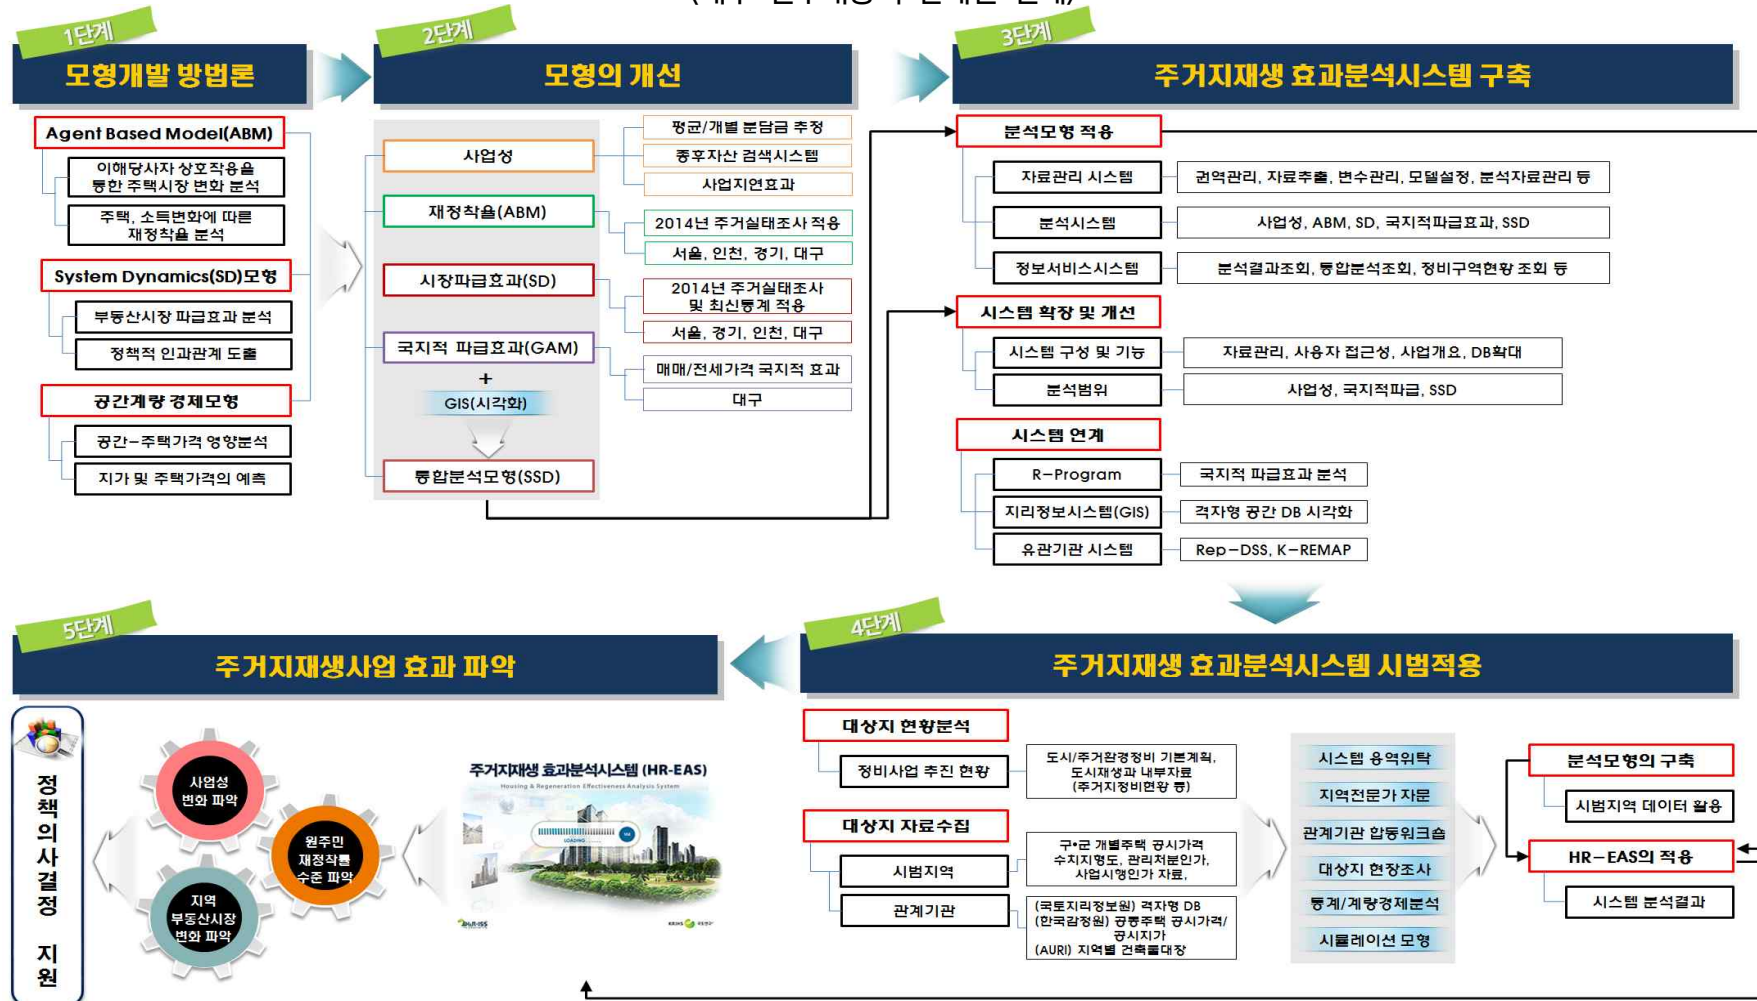 1단계
모형개발 방법론
Agent Based Model(ABM)
이해당사자 상호작용을
통한 주택시장 변화 분석
주택, 소득변화에 따른
재정착율 분석
System Dynamics(SD)모형
부동산시장 파급효과 분석
정책적 인과관계 도출
공간계량 경제모형
공간-주택가격 영향분석
지가 및 주택가격의 예측
2단계
모형의 개선
사업성
평균/개별 분담금 추정
종후자산 검색시스템
사업지연효과
재정착율(ABM)
2014년 주거실태조사 적용
서울, 인천, 경기, 대구
시장파급효과(SD)
2014년 주거실태조사
및 최신통계 적용
서울, 경기, 인천, 대구
국지적 파급효과(GAM)
매매/전세가격 국지적 효과
대구
+
GIS(시각화)
통합분석모형(SSD)
3단계
주거지재생 효과분석시스템 구축
분석모형 적용
자료관리 시스템
권역관리, 자료추출, 변수관리, 모델설정, 분석자료관리 등
분석시스템
사업성, ABM, SD, 국지적파급효과, SSD
정보서비스시스템
분석결과조회, 통합분석조회, 정비구역현황 조회 등
시스템 확장 및 개선
시스템 구성 및 기능
자료관리, 사용자 접근성, 사업개요, DB확대
분석범위
사업성, 국지적파급, SSD
시스템 연계
R-Program
국지적 파급효과 분석
지리정보시스템(GIS)
격자형 공간 DB 시각화
유관기관 시스템
Rep-DSS, K-REMAP
4단계
주거지재생 효과분석시스템 시범적용
대상지 현황분석
정비사업 추진 현황
도시/주거환경정비 기본계획,
도시재생과 내부자료
(주거지정비현황 등)
대상지 자료수집
시범지역
구•군 개별주택 공시가격
수치지형도, 관리처분인가,
사업시행인가 자료,
관계기관
(국토지리정보원) 격자형 DB
(한국감정원) 공동주택 공시가격/
공시지가
(AURI) 지역별 건축물대장
시스템 용역위탁
지역전문가 자문
관계기관 합동워크숍
대상지 현장조사
통계/계량경제분석
시뮬레이션 모형
분석모형의 구축
시범지역 데이터 활용
HR-EAS의 적용
시스템 분석결과
5단계
주거지재생사업 효과 파악
정책의사결정 지원
사업성
변화 파악
원주민
재정착률
수준 파악
지역
부동산시장
변화 파악
주거지재생 효과분석시스템 (HR-EAS)
Housing & Regeneration Effectiveness Analysis System
LOADING
KRIHS